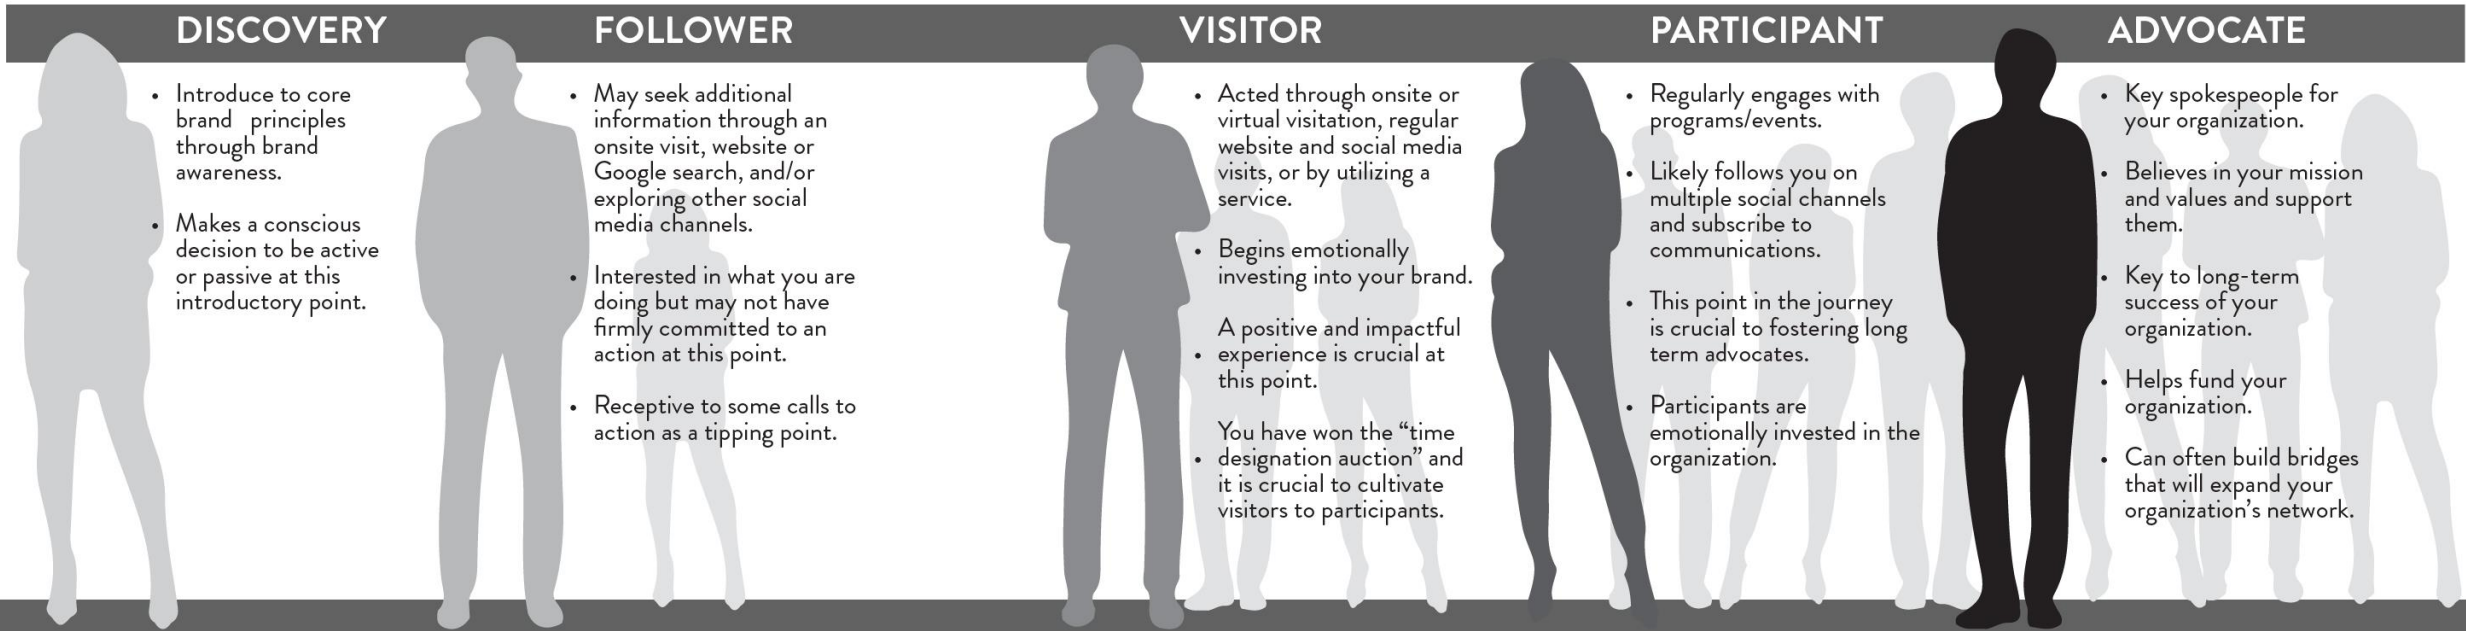 DISCOVERY
• Introduce to core
brand principles
through brand
awareness.
• Makes a conscious
decision to be active
or passive at this
introductory point.
FOLLOWER
• May seek additional
information through an
onsite visit, website or
Google search, and/or
exploring other social
media channels.
• Interested in what you are
doing but may not have
firmly committed to an
action at this point.
• Receptive to some calls to
action as a tipping point.
VISITOR
• Acted through onsite or
virtual visitation, regular
website and social media
visits, or by utilizing a
service.
• Begins emotionally
investing into your brand.
A positive and impactful
• experience is crucial at
this point.
You have won the “time
• designation auction” and
it is crucial to cultivate
visitors to participants.
PARTICIPANT
• Regularly engages with
programs/events.
• Likely follows you on
multiple social channels
and subscribe to
communications.
• This point in the journey
is crucial to fostering long
term advocates.
• Participants are
emotionally invested in the
organization.
ADVOCATE
• Key spokespeople for
your organization.
• Believes in your mission
and values and support
them.
• Key to long-term
success of your
organization.
• Helps fund your
organization.
• Can often build bridges
that will expand your
organization’s network.